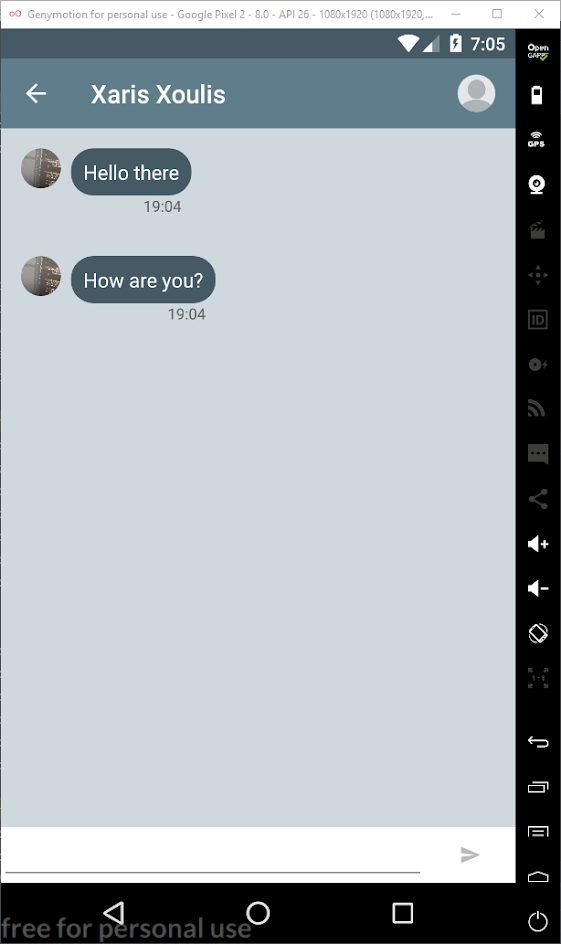 Genymotion for personal use - Google Pixel 2 - 8.0 - API 26 - 1080x1920 (1080x1920,...
7:05
Open
GAPPS
Xaris Xoulis
GPS
Hello there
19:04
How are you?
19:04
ID
1:1
free for personal use